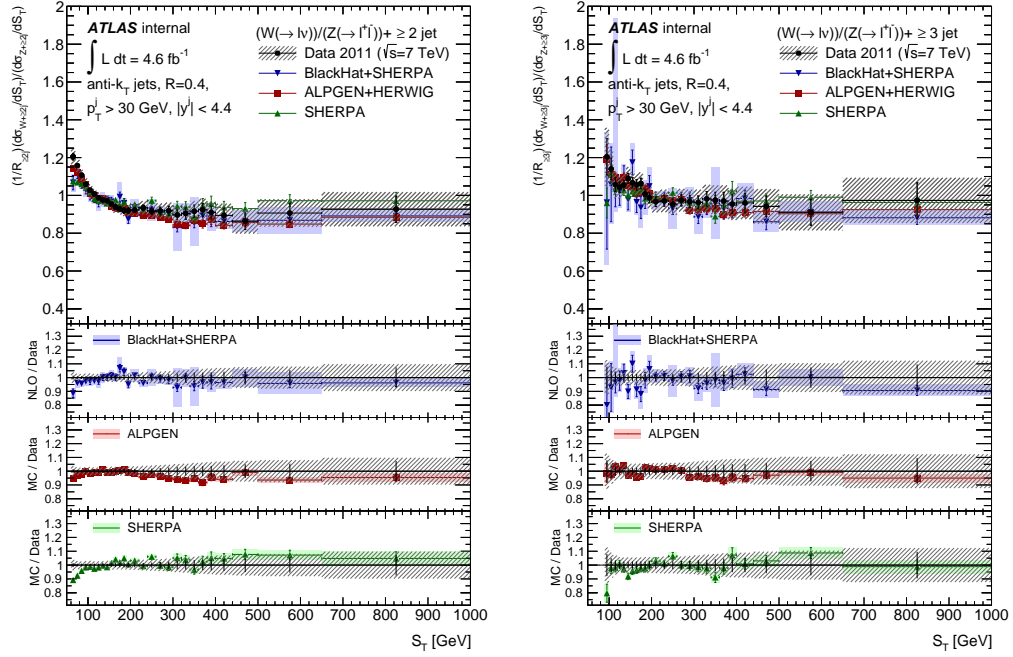 ATLAS internal
∫ L dt = 4.6 fb⁻¹
anti-k_T jets, R=0.4,
p_T^j > 30 GeV, |y^j| < 4.4
(W(→ lν))/(Z(→ l⁺l⁻))+ ≥ 2 jet
Data 2011 (√s=7 TeV)
BlackHat+SHERPA
ALPGEN+HERWIG
SHERPA
(1/R_≥2j)(dσ_W+≥2j/dS_T)/(dσ_Z+≥2j/dS_T)
2
1.8
1.6
1.4
1.2
1
0.8
0.6
0.4
BlackHat+SHERPA
NLO / Data
1.3
1.2
1.1
1.0
0.9
0.8
ALPGEN
MC / Data
1.3
1.2
1.1
1
0.9
0.8
SHERPA
MC / Data
1.3
1.2
1.1
1
0.9
0.8
100 200 300 400 500 600 700 800 900 1000
S_T [GeV]
ATLAS internal
∫ L dt = 4.6 fb⁻¹
anti-k_T jets, R=0.4,
p_T^j > 30 GeV, |y^j| < 4.4
(W(→ lν))/(Z(→ l⁺l⁻))+ ≥ 3 jet
Data 2011 (√s=7 TeV)
BlackHat+SHERPA
ALPGEN+HERWIG
SHERPA
(1/R_≥3j)(dσ_W+≥3j/dS_T)/(dσ_Z+≥3j/dS_T)
2
1.8
1.6
1.4
1.2
1
0.8
0.6
0.4
BlackHat+SHERPA
NLO / Data
1.3
1.2
1.1
1.0
0.9
0.8
ALPGEN
MC / Data
1.3
1.2
1.1
1
0.9
0.8
SHERPA
MC / Data
1.3
1.2
1.1
1
0.9
0.8
100 200 300 400 500 600 700 800 900 1000
S_T [GeV]